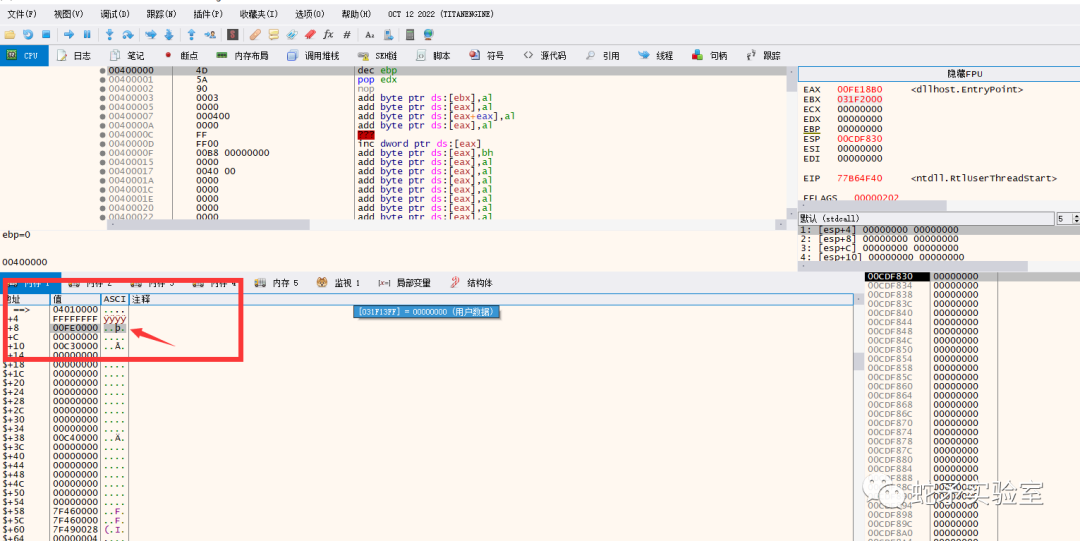 文件(F) 视图(V) 调试(D) 跟踪(N) 插件(P) 收藏夹(I) 选项(O) 帮助(H) OCT 12 2022 (TITANENGINE)
CPU 日志 笔记 断点 内存布局 调用堆栈 SEH链 脚本 符号 源代码 引用 线程 句柄 跟踪
00400000 4D dec ebp
00400001 5A pop edx
00400002 90 nop
00400003 0003 add byte ptr ds:[ebx],al
00400005 0000 add byte ptr ds:[eax],al
00400007 000400 add byte ptr ds:[eax+eax],al
0040000A 0000 add byte ptr ds:[eax],al
0040000C FF
0040000D FF00 inc dword ptr ds:[eax]
0040000F 00B8 00000000 add byte ptr ds:[eax],bh
00400015 0000 add byte ptr ds:[eax],al
00400017 0040 00 add byte ptr ds:[eax],al
0040001A 0000 add byte ptr ds:[eax],al
0040001C 0000 add byte ptr ds:[eax],al
0040001E 0000 add byte ptr ds:[eax],al
00400020 0000 add byte ptr ds:[eax],al
00400022 0000 add byte ptr ds:[eax],al
隐藏FPU
EAX 00FE18B0 <dllhost.EntryPoint>
EBX 031F2000
ECX 00000000
EDX 00000000
EBP 00000000
ESP 00CDF830
ESI 00000000
EDI 00000000
EIP 77B64F40 <ntdll.RtlUserThreadStart>
EFLAGS 00000202
默认 (stdcall) 5
1: [esp+4] 00000000 00000000
2: [esp+8] 00000000 00000000
3: [esp+C] 00000000 00000000
4: [esp+10] 00000000 00000000
ebp=0
00400000
内存 1 内存 2 内存 3 内存 4 内存 5 监视 1 局部变量 结构体
地址 值 ASCI 注释
==> 04010000 ....
+4 FFFFFFFF ÿÿÿÿ
+8 00FE0000 ..þ.
+C 00000000 ....
+10 00C30000 ..Ã.
+14 00000000 ....
$+18 00000000 ....
$+1C 00000000 ....
$+20 00000000 ....
$+24 00000000 ....
$+28 00000000 ....
$+2C 00000000 ....
$+30 00000000 ....
$+34 00000000 ....
$+38 00C40000 ..Ä.
$+3C 00000000 ....
$+40 00000000 ....
$+44 00000000 ....
$+48 00000000 ....
$+4C 00000000 ....
$+50 00000000 ....
$+54 00000000 ....
$+58 7F460000 ..F.
$+5C 7F460000 ..F.
$+60 7F490028 (.I.
$+64 00000004 ....
[031F13FF] = 00000000 (用户数据)
00CDF830 00000000
00CDF834 00000000
00CDF838 00000000
00CDF83C 00000000
00CDF840 00000000
00CDF844 00000000
00CDF848 00000000
00CDF84C 00000000
00CDF850 00000000
00CDF854 00000000
00CDF858 00000000
00CDF85C 00000000
00CDF860 00000000
00CDF864 00000000
00CDF868 00000000
00CDF86C 00000000
00CDF870 00000000
00CDF874 00000000
00CDF878 00000000
00CDF87C 00000000
00CDF880 00000000
00CDF884 00000000
00CDF898 00000000
00CDF89C 00000000
00CDF8A0 00000000
实验室